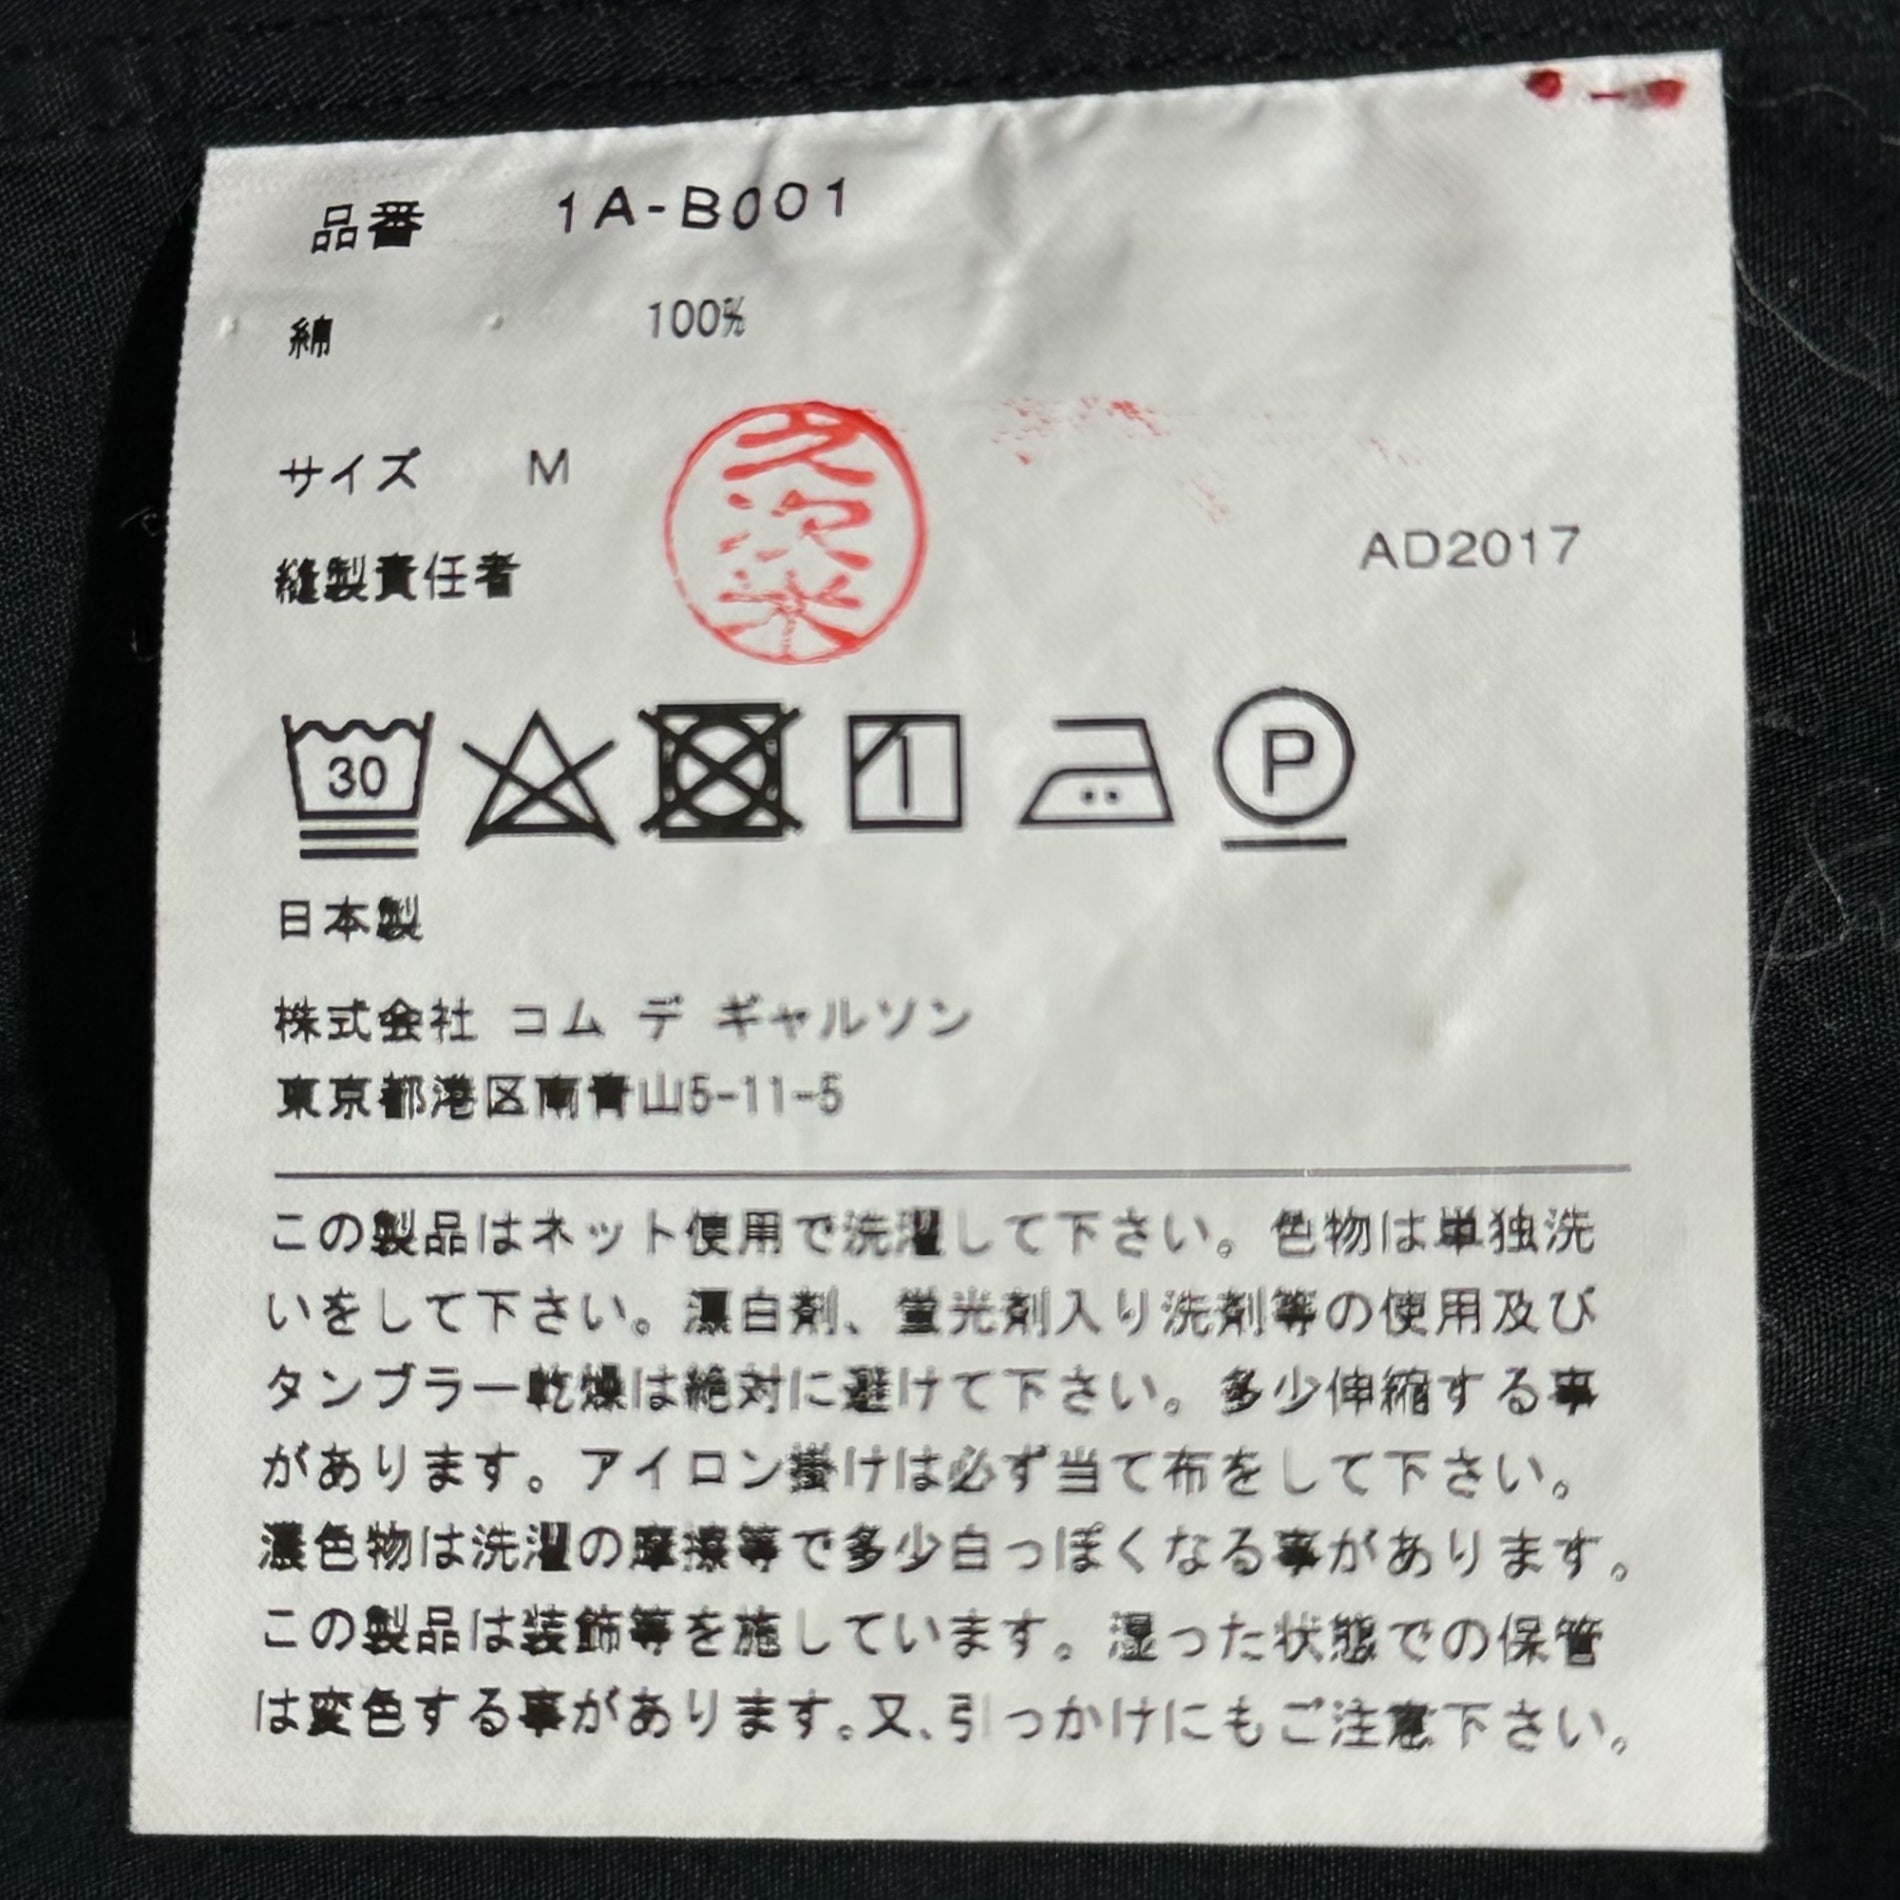 品番 1A-B001
綿 100%
サイズ M
縫製責任者
AD2017
30
P
日本製
株式会社 コム デ ギャルソン
東京都港区南青山5-11-5
この製品はネット使用で洗濯して下さい。色物は単独洗
いをして下さい。漂白剤、蛍光剤入り洗剤等の使用及び
タンブラー乾燥は絶対に避けて下さい。多少伸縮する事
があります。アイロン掛けは必ず当て布をして下さい。
濃色物は洗濯の摩擦等で多少白っぽくなる事があります。
この製品は装飾等を施しています。湿った状態での保管
は変色する事があります。又、引っかけにもご注意下さい。